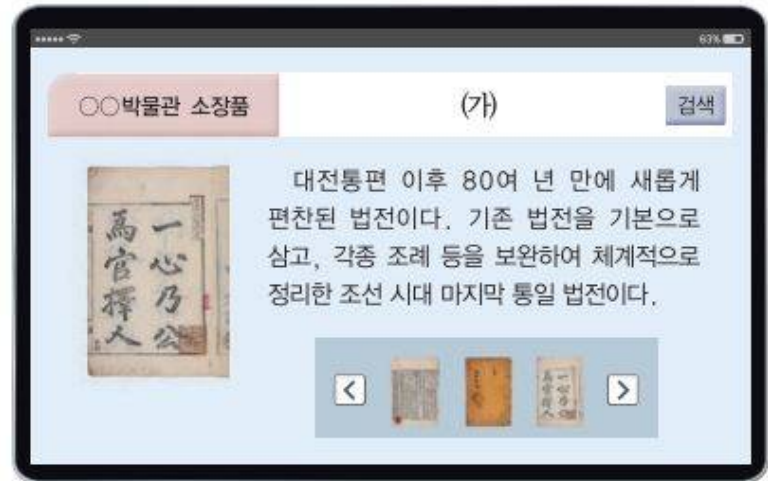 63%
○○박물관 소장품
(가)
검색
대전통편 이후 80여 년 만에 새롭게
편찬된 법전이다. 기존 법전을 기본으로
삼고, 각종 조례 등을 보완하여 체계적으로
정리한 조선 시대 마지막 통일 법전이다.
一心乃公
爲官擇人